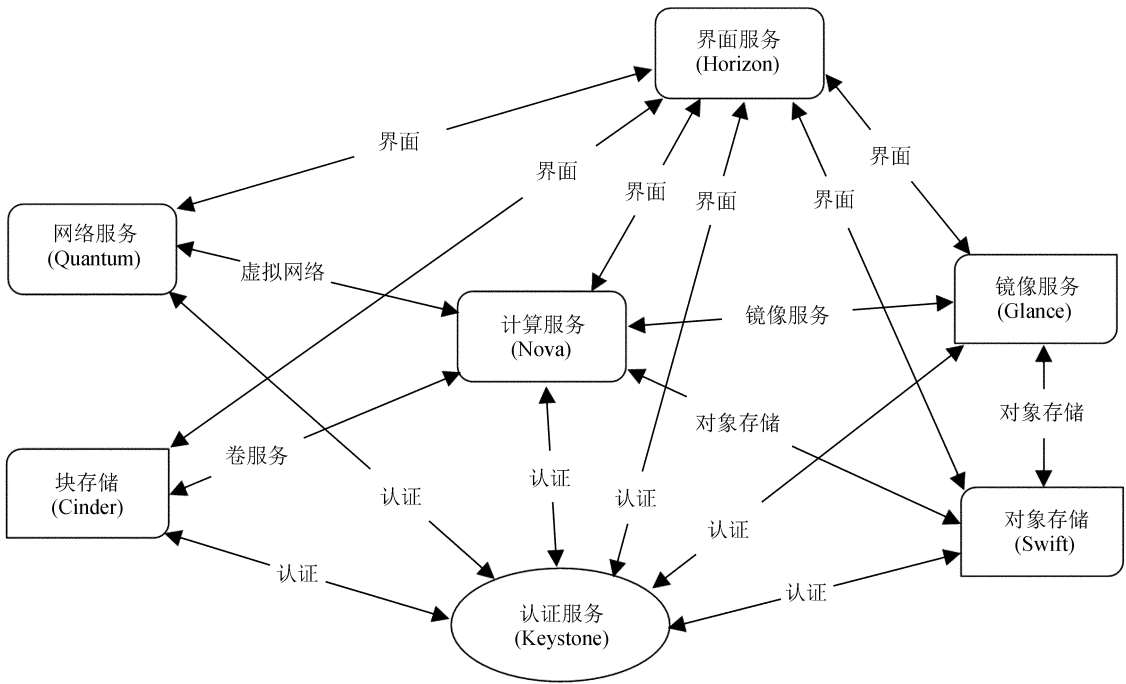 界面服务
(Horizon)
界面
界面
界面
界面
界面
界面
网络服务
(Quantum)
虚拟网络
镜像服务
(Glance)
计算服务
(Nova)
镜像服务
对象存储
对象存储
卷服务
块存储
(Cinder)
认证
认证
认证
认证
对象存储
(Swift)
认证
认证
认证服务
(Keystone)